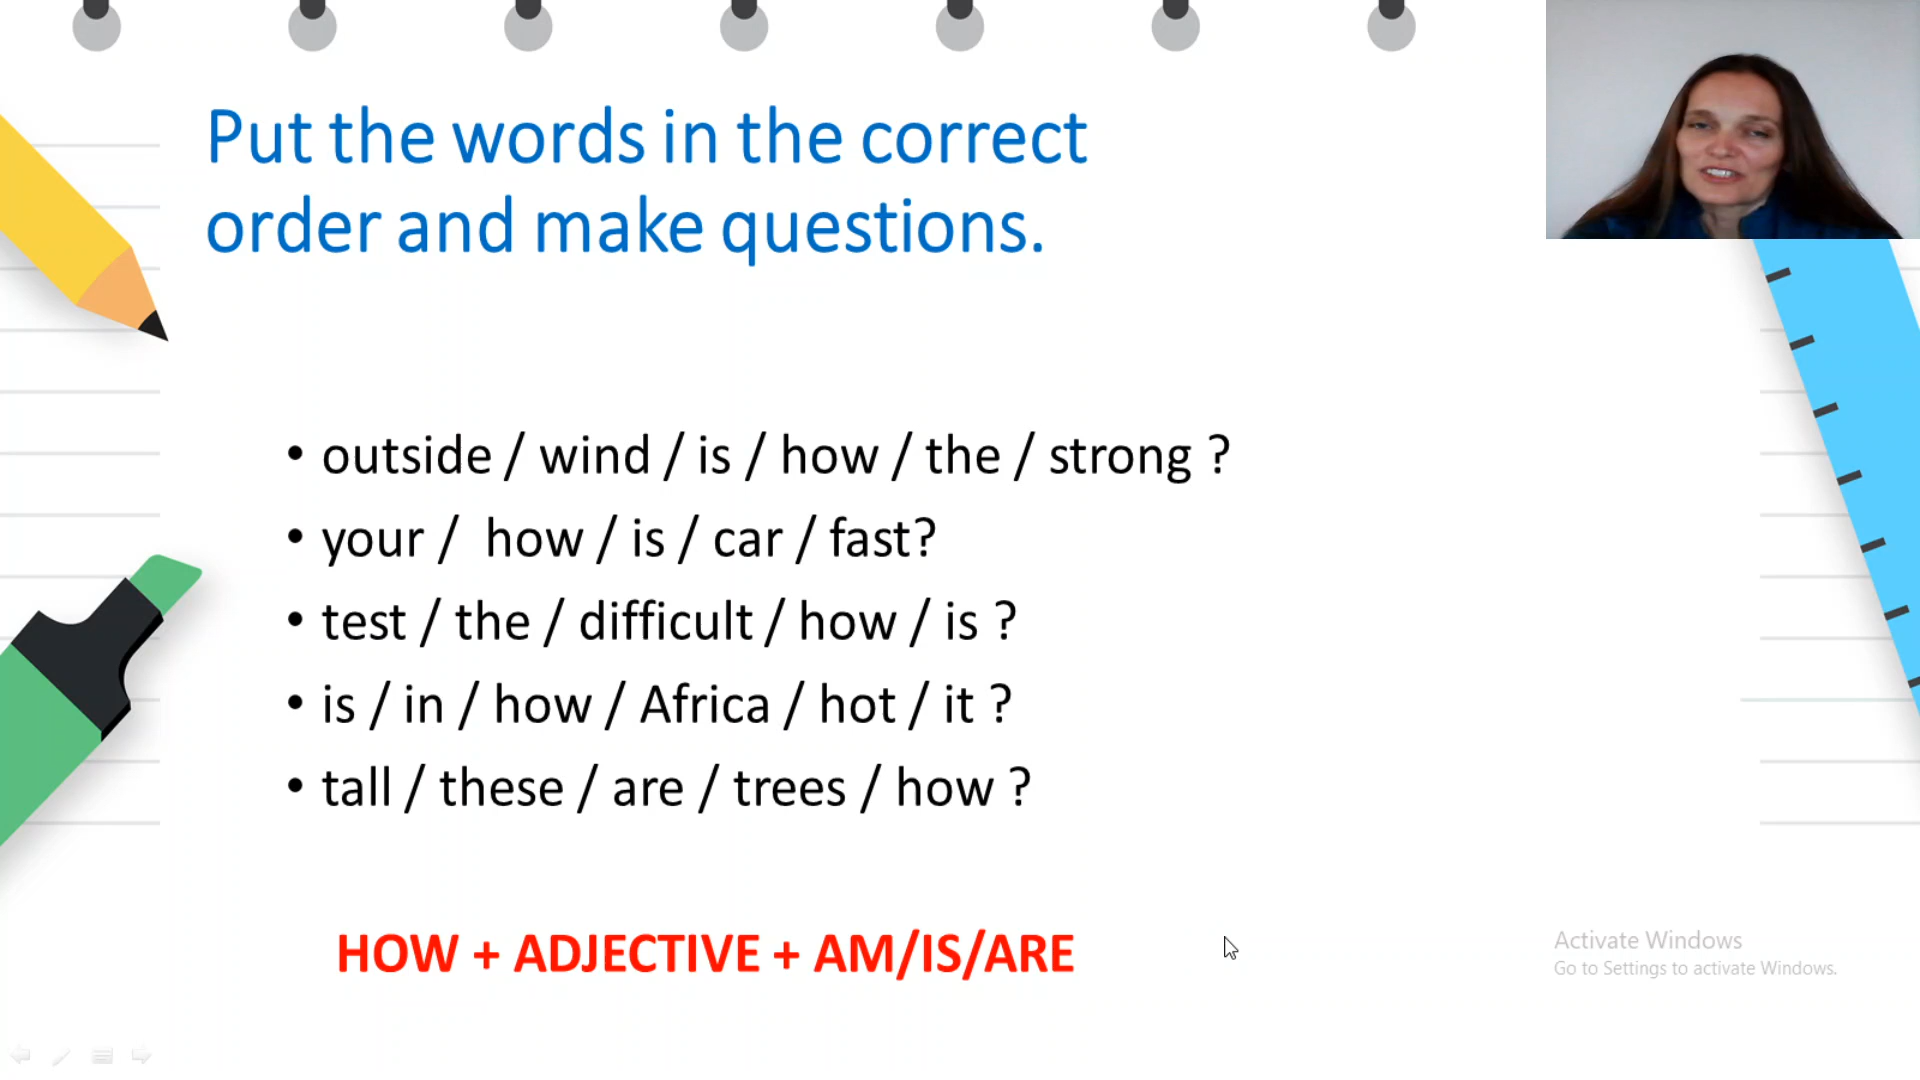 Put the words in the correct
order and make questions.
• outside / wind / is / how / the / strong ?
• your /  how / is / car / fast?
• test / the / difficult / how / is ?
• is / in / how / Africa / hot / it ?
• tall / these / are / trees / how ?
HOW + ADJECTIVE + AM/IS/ARE
Activate Windows
Go to Settings to activate Windows.